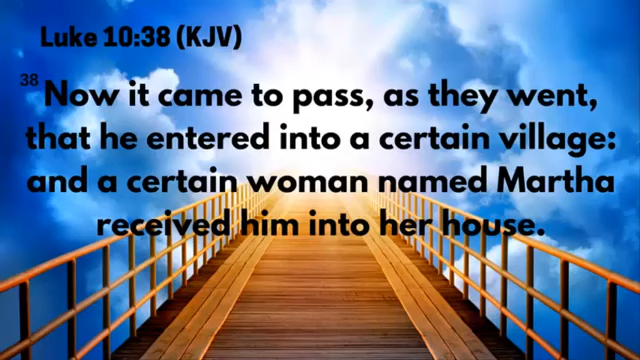 Luke 10:38 (KJV)
38 Now it came to pass, as they went,
that he entered into a certain village:
and a certain woman named Martha
received him into her house.